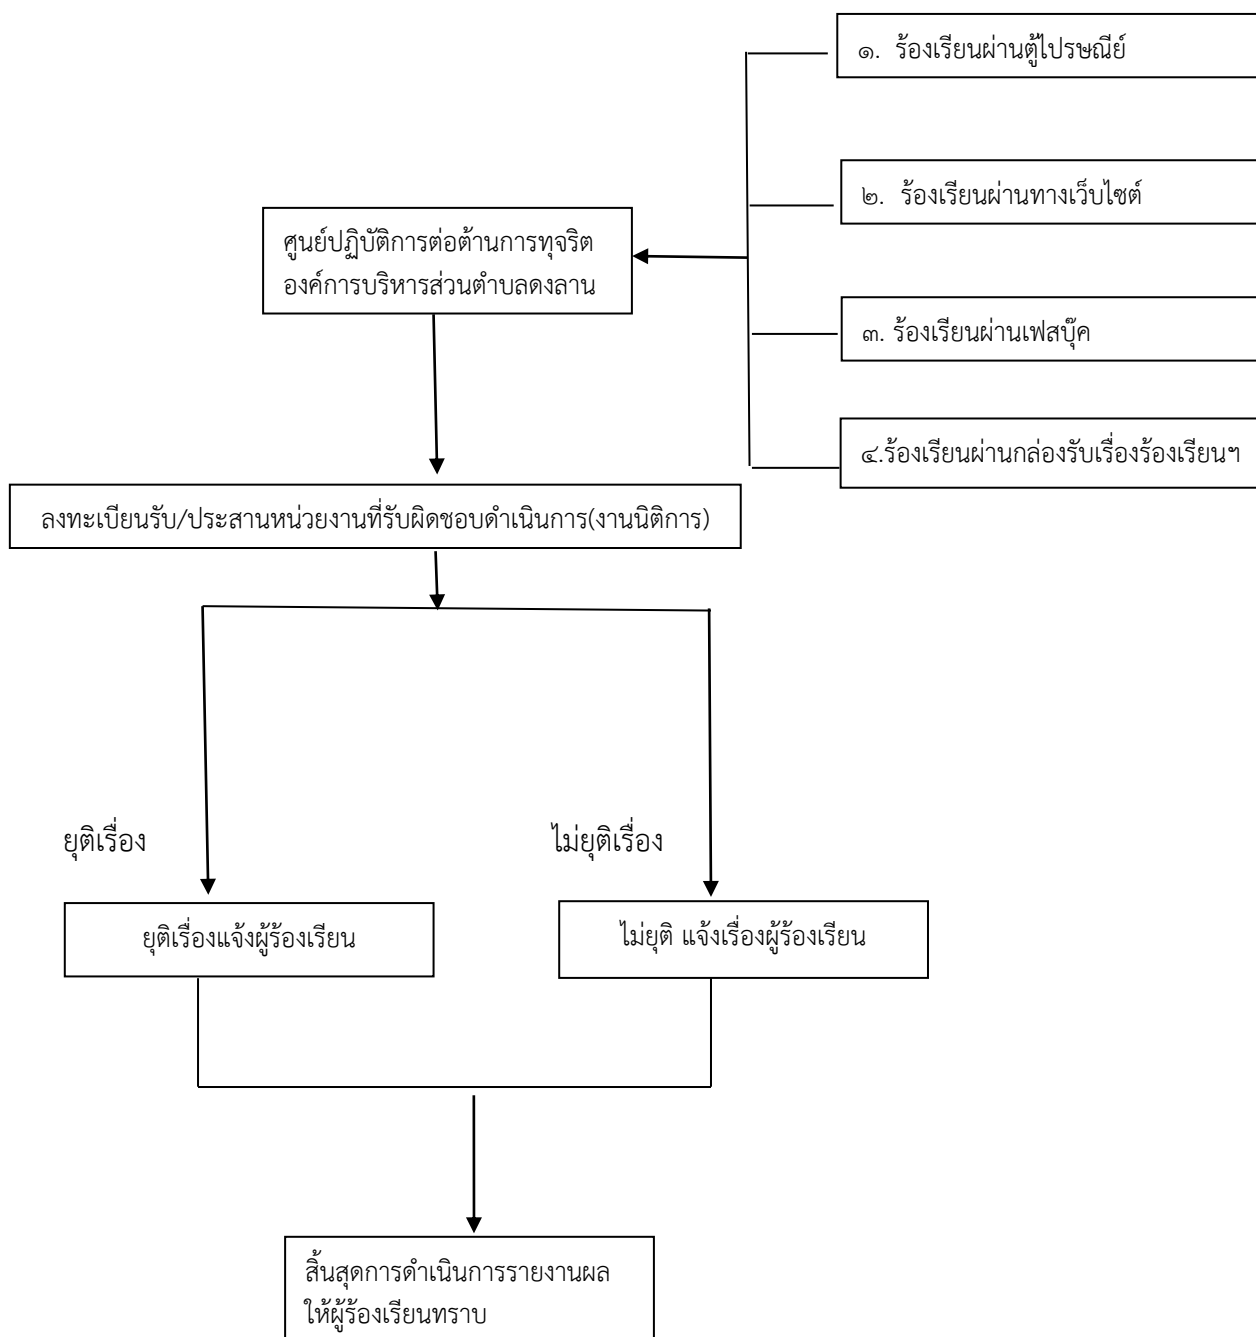 ๑. ร้องเรียนผ่านตู้ไปรษณีย์
๒. ร้องเรียนผ่านทางเว็บไซต์
ศูนย์ปฏิบัติการต่อต้านการทุจริต
องค์การบริหารส่วนตำบลดงลาน
๓. ร้องเรียนผ่านเฟสบุ๊ค
๔.ร้องเรียนผ่านกล่องรับเรื่องร้องเรียนฯ
ลงทะเบียนรับ/ประสานหน่วยงานที่รับผิดชอบดำเนินการ(งานนิติการ)
ยุติเรื่อง
ไม่ยุติเรื่อง
ยุติเรื่องแจ้งผู้ร้องเรียน
ไม่ยุติ แจ้งเรื่องผู้ร้องเรียน
สิ้นสุดการดำเนินการรายงานผล
ให้ผู้ร้องเรียนทราบ